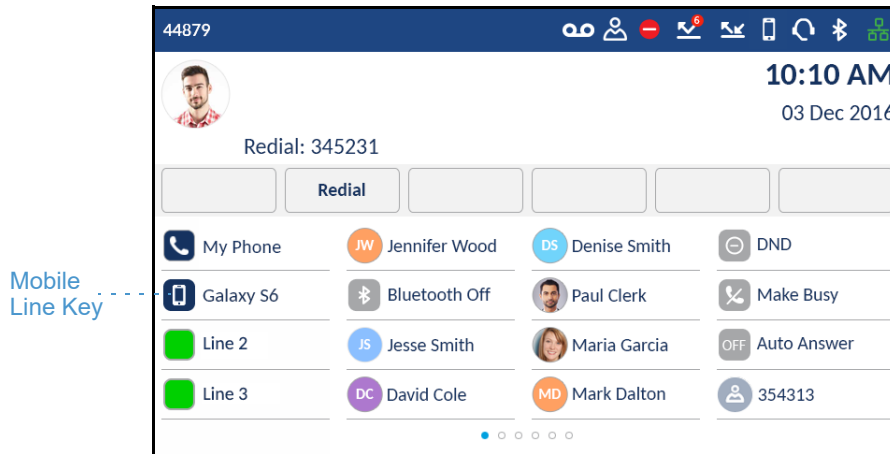 44879
6
10:10 AM
03 Dec 2016
Redial: 345231
Redial
My Phone
JW Jennifer Wood
DS Denise Smith
DND
Mobile
Line Key
Galaxy S6
Bluetooth Off
Paul Clerk
Make Busy
Line 2
JS Jesse Smith
Maria Garcia
OFF Auto Answer
Line 3
DC David Cole
MD Mark Dalton
354313